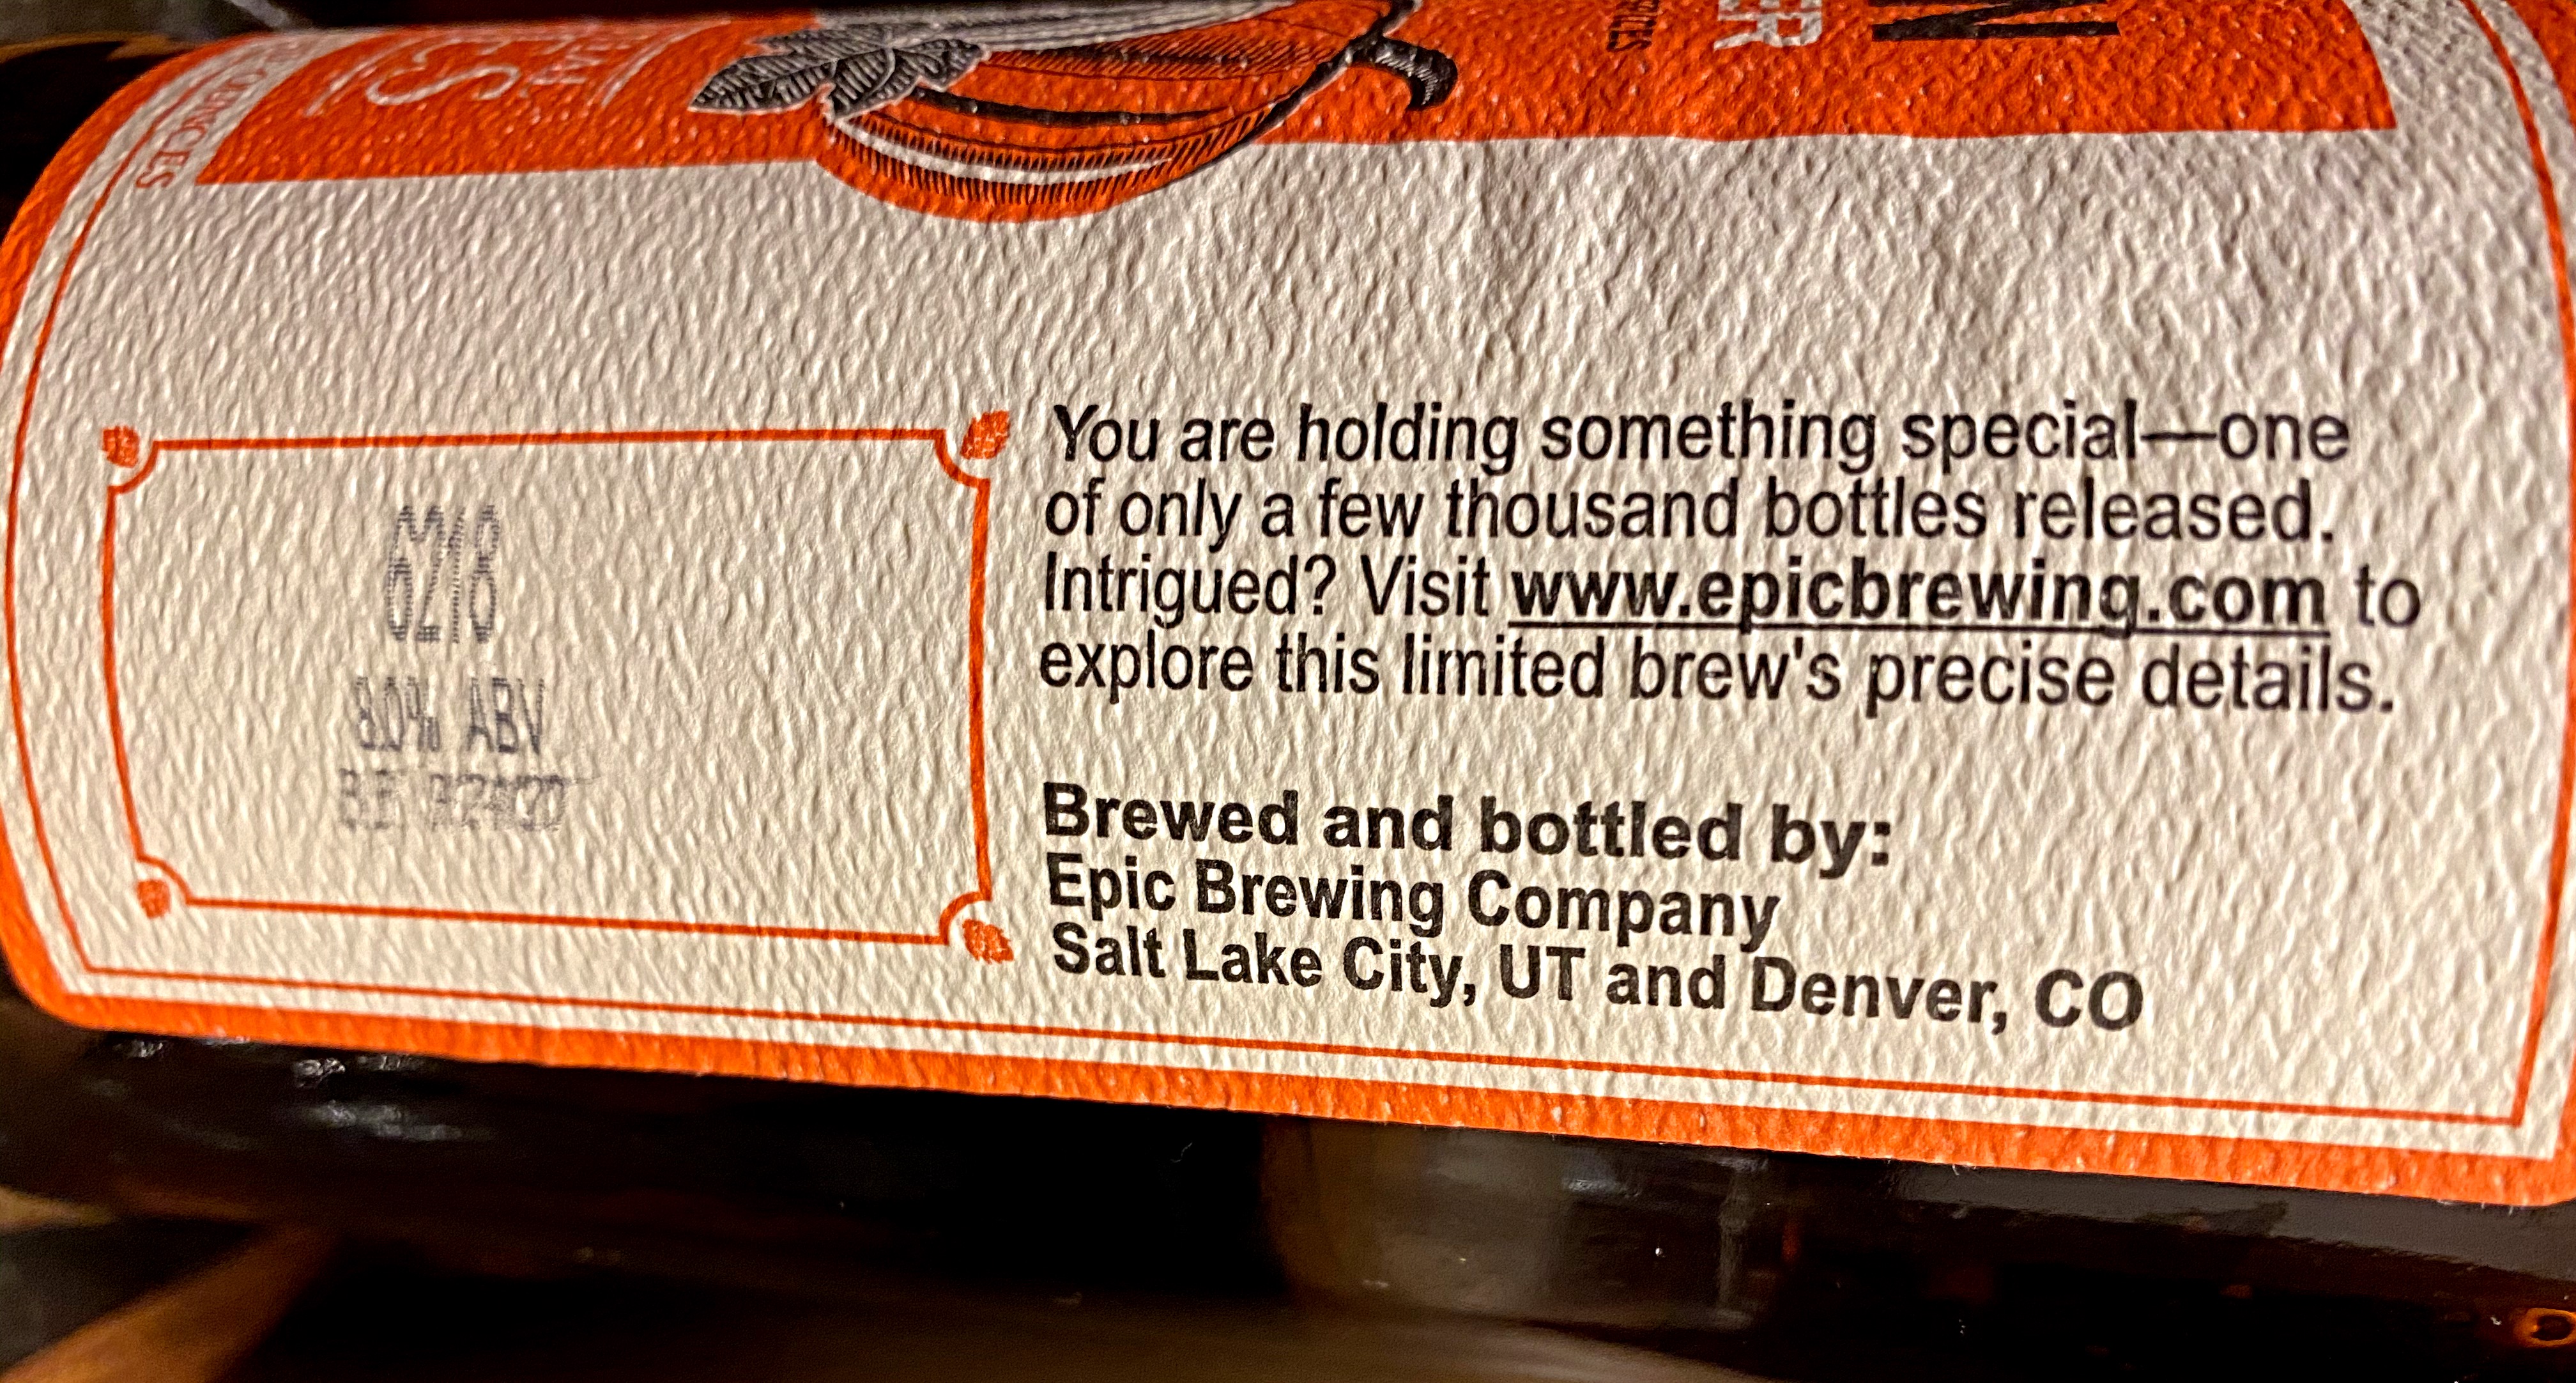 OUNCES
N
ER
You are holding something special—one
of only a few thousand bottles released.
Intrigued? Visit www.epicbrewing.com to
explore this limited brew's precise details.
6218
8.0% ABV
Brewed and bottled by:
Epic Brewing Company
Salt Lake City, UT and Denver, CO